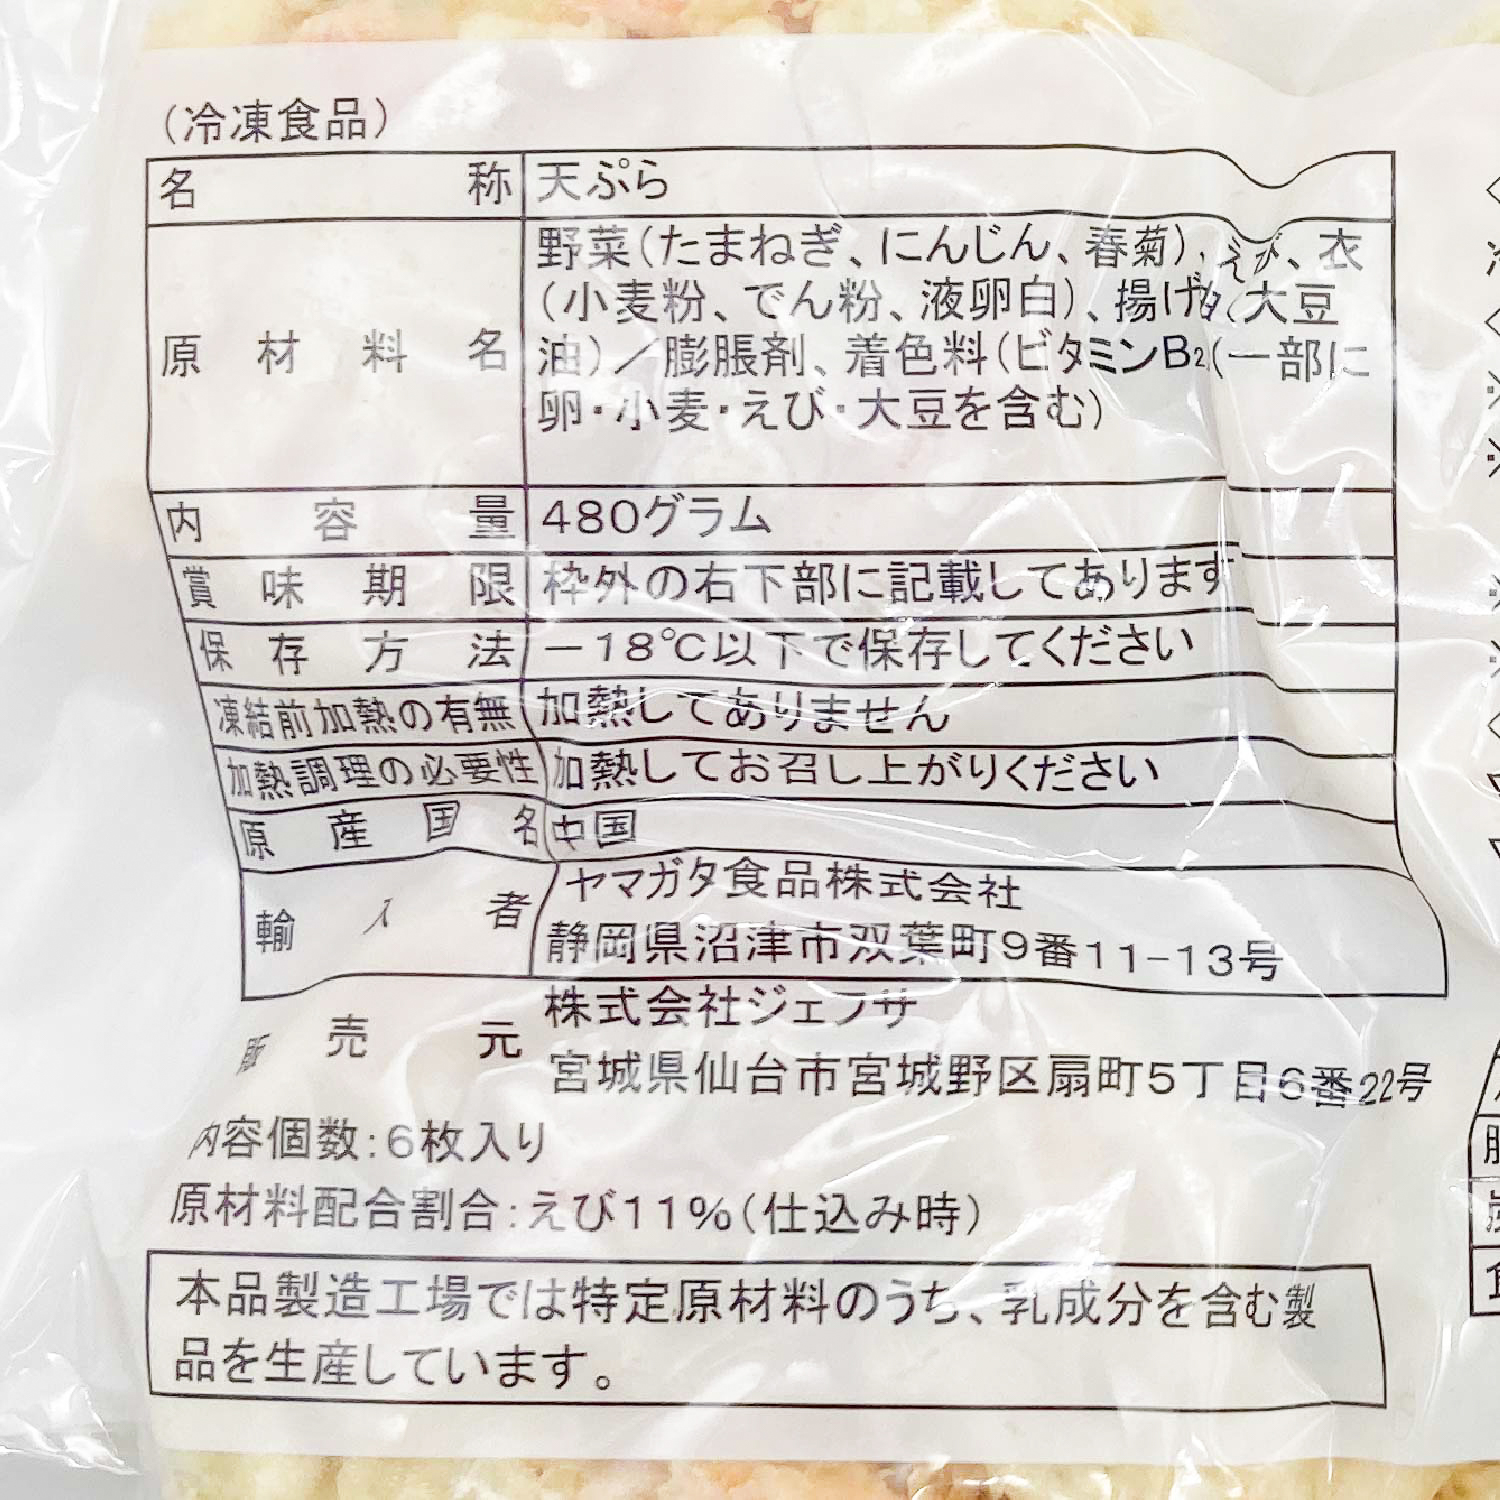 (冷凍食品)
名称 天ぷら
原材料名 野菜(たまねぎ、にんじん、春菊)、えび、衣
(小麦粉、でん粉、液卵白)、揚げ(大豆
油)/膨脹剤、着色料(ビタミンB2(一部に
卵・小麦・えび・大豆を含む)
内容量 480グラム
賞味期限 枠外の右下部に記載してあります
保存方法 -18℃以下で保存してください
凍結前加熱の有無 加熱してありません
加熱調理の必要性 加熱してお召し上がりください
原産国名 中国
輸入者 ヤマガタ食品株式会社
静岡県沼津市双葉町9番11-13号
販売元 株式会社ジェフサ
宮城県仙台市宮城野区扇町5丁目6番22号
内容個数:6枚入り
原材料配合割合:えび11%(仕込み時)
本品製造工場では特定原材料のうち、乳成分を含む製
品を生産しています。